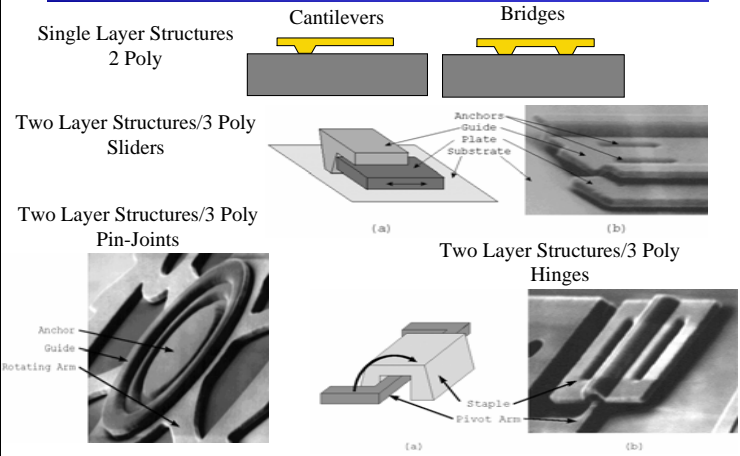 Cantilevers
Bridges
Single Layer Structures
2 Poly
Two Layer Structures/3 Poly
Sliders
Anchors
Guide
Plate
Substrate
(a)
(b)
Two Layer Structures/3 Poly
Pin-Joints
Anchor
Guide
Rotating Arm
Two Layer Structures/3 Poly
Hinges
Staple
Pivot Arm
(a)
(b)